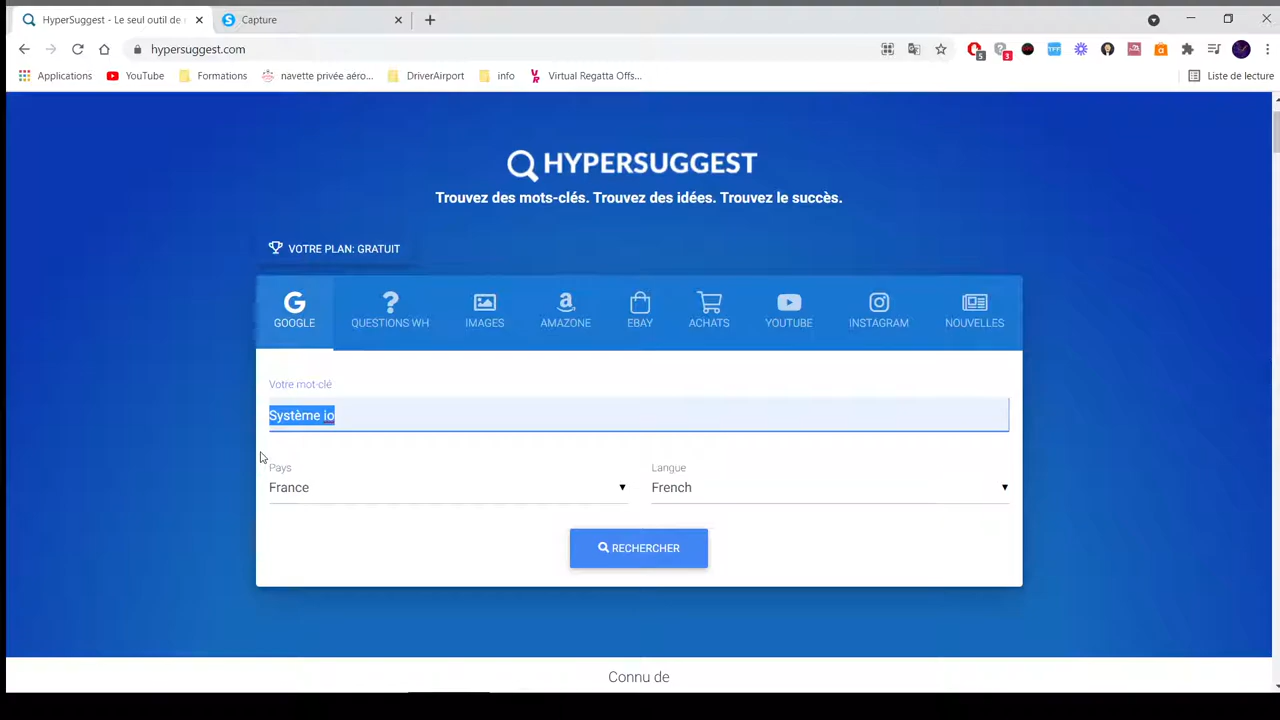 HyperSuggest - Le seul outil de
Capture
hypersuggest.com
5
3
TFF
Applications
YouTube
Formations
navette privée aéro...
DriverAirport
info
Virtual Regatta Offs...
Liste de lecture
HYPERSUGGEST
Trouvez des mots-clés. Trouvez des idées. Trouvez le succès.
VOTRE PLAN: GRATUIT
GOOGLE
QUESTIONS WH
IMAGES
AMAZONE
EBAY
ACHATS
YOUTUBE
INSTAGRAM
NOUVELLES
Votre mot-clé
Système io
Pays
Langue
France
French
RECHERCHER
Connu de